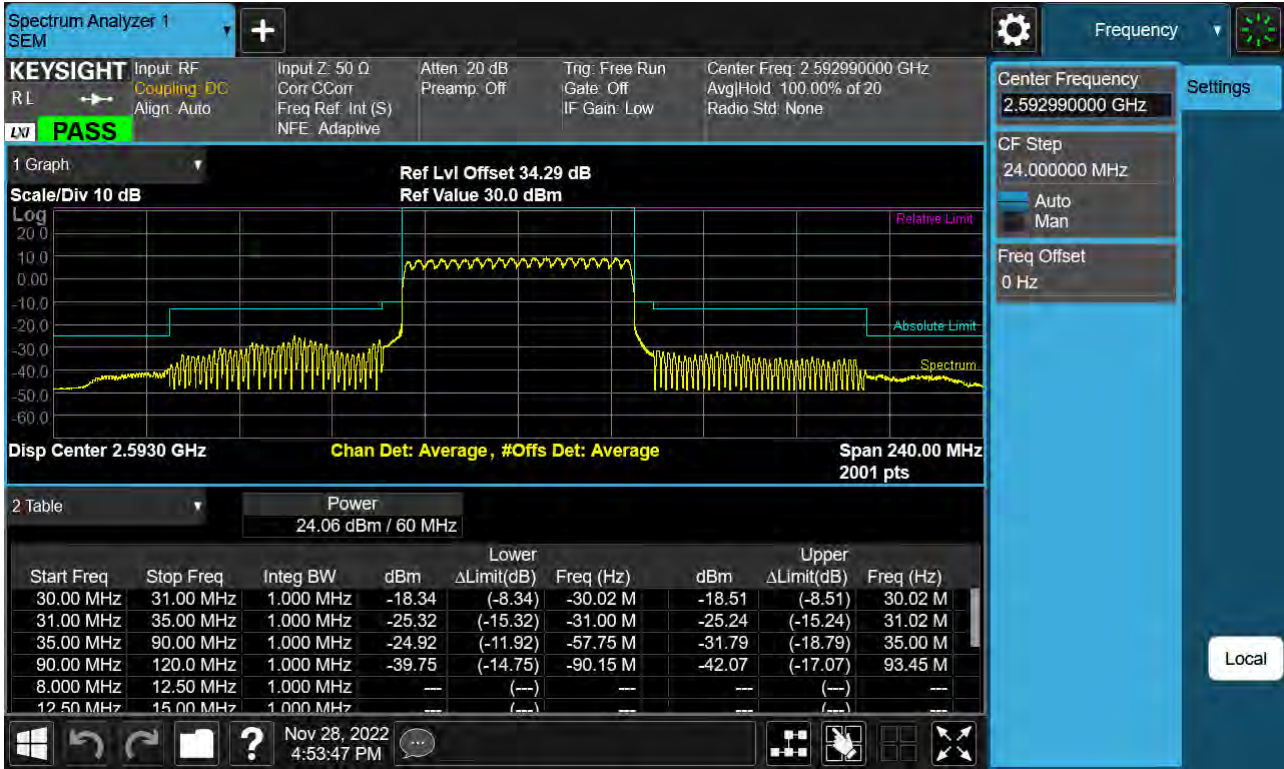 Spectrum Analyzer 1
SEM
Frequency
KEYSIGHT
R L
LXI
PASS
Input: RF
Coupling: DC
Align: Auto
Input Z: 50 Ω
Corr CCorr
Freq Ref: Int (S)
NFE: Adaptive
Atten: 20 dB
Preamp: Off
Trig: Free Run
Gate: Off
IF Gain: Low
Center Freq: 2.592990000 GHz
Avg|Hold: 100.00% of 20
Radio Std: None
Center Frequency
2.592990000 GHz
Settings
CF Step
24.000000 MHz
Auto
Man
Freq Offset
0 Hz
Local
1 Graph
Scale/Div 10 dB
Ref Lvl Offset 34.29 dB
Ref Value 30.0 dBm
Log
20.0
10.0
0.00
-10.0
-20.0
-30.0
-40.0
-50.0
-60.0
Relative Limit
Absolute Limit
Spectrum
Disp Center 2.5930 GHz
Chan Det: Average , #Offs Det: Average
Span 240.00 MHz
2001 pts
2 Table
Power
24.06 dBm / 60 MHz
Lower Upper
Start Freq Stop Freq Integ BW dBm ΔLimit(dB) Freq (Hz) dBm ΔLimit(dB) Freq (Hz)
30.00 MHz 31.00 MHz 1.000 MHz -18.34 (-8.34) -30.02 M -18.51 (-8.51) 30.02 M
31.00 MHz 35.00 MHz 1.000 MHz -25.32 (-15.32) -31.00 M -25.24 (-15.24) 31.02 M
35.00 MHz 90.00 MHz 1.000 MHz -24.92 (-11.92) -57.75 M -31.79 (-18.79) 35.00 M
90.00 MHz 120.0 MHz 1.000 MHz -39.75 (-14.75) -90.15 M -42.07 (-17.07) 93.45 M
8.000 MHz 12.50 MHz 1.000 MHz --- (---) --- --- (---) ---
12.50 MHz 15.00 MHz 1.000 MHz --- (---) --- --- (---) ---
Nov 28, 2022
4:53:47 PM